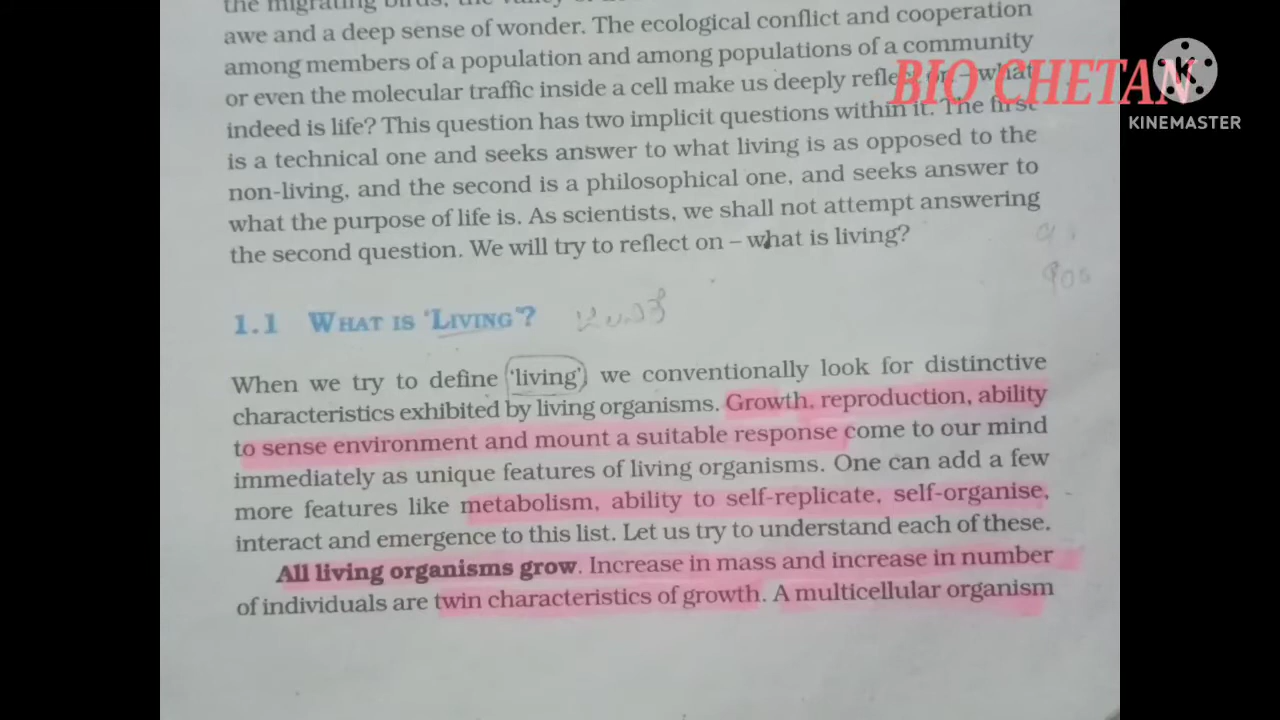 the migrating birds, the valley of
awe and a deep sense of wonder. The ecological conflict and cooperation
among members of a population and among populations of a community
or even the molecular traffic inside a cell make us deeply reflect on – what
indeed is life? This question has two implicit questions within it. The first
is a technical one and seeks answer to what living is as opposed to the
non-living, and the second is a philosophical one, and seeks answer to
what the purpose of life is. As scientists, we shall not attempt answering
the second question. We will try to reflect on – what is living?
BIO CHETAN
KINEMASTER
1.1 WHAT IS 'LIVING'?
When we try to define 'living', we conventionally look for distinctive
characteristics exhibited by living organisms. Growth, reproduction, ability
to sense environment and mount a suitable response come to our mind
immediately as unique features of living organisms. One can add a few
more features like metabolism, ability to self-replicate, self-organise,
interact and emergence to this list. Let us try to understand each of these.
All living organisms grow. Increase in mass and increase in number
of individuals are twin characteristics of growth. A multicellular organism